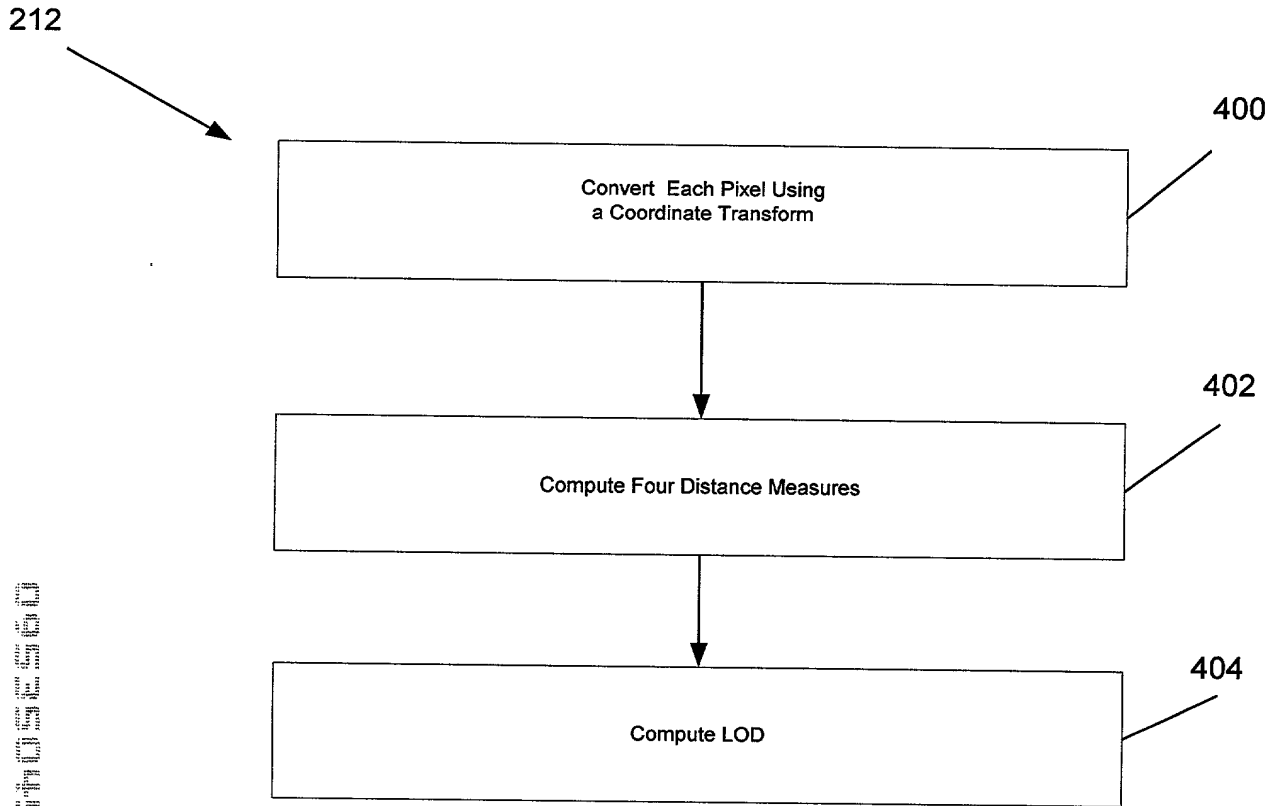 212
400
Convert Each Pixel Using
a Coordinate Transform
402
Compute Four Distance Measures
404
Compute LOD